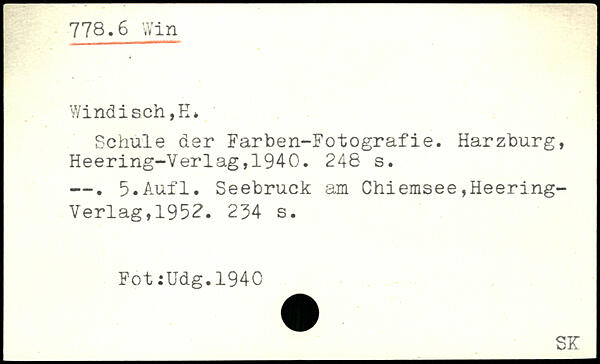 778.6 Win
Windisch,H.
Schule der Farben-Fotografie. Harzburg,
Heering-Verlag,1940. 248 s.
--. 5.Aufl. Seebruck am Chiemsee,Heering-
Verlag,1952. 234 s.
Fot:Udg.1940
SK